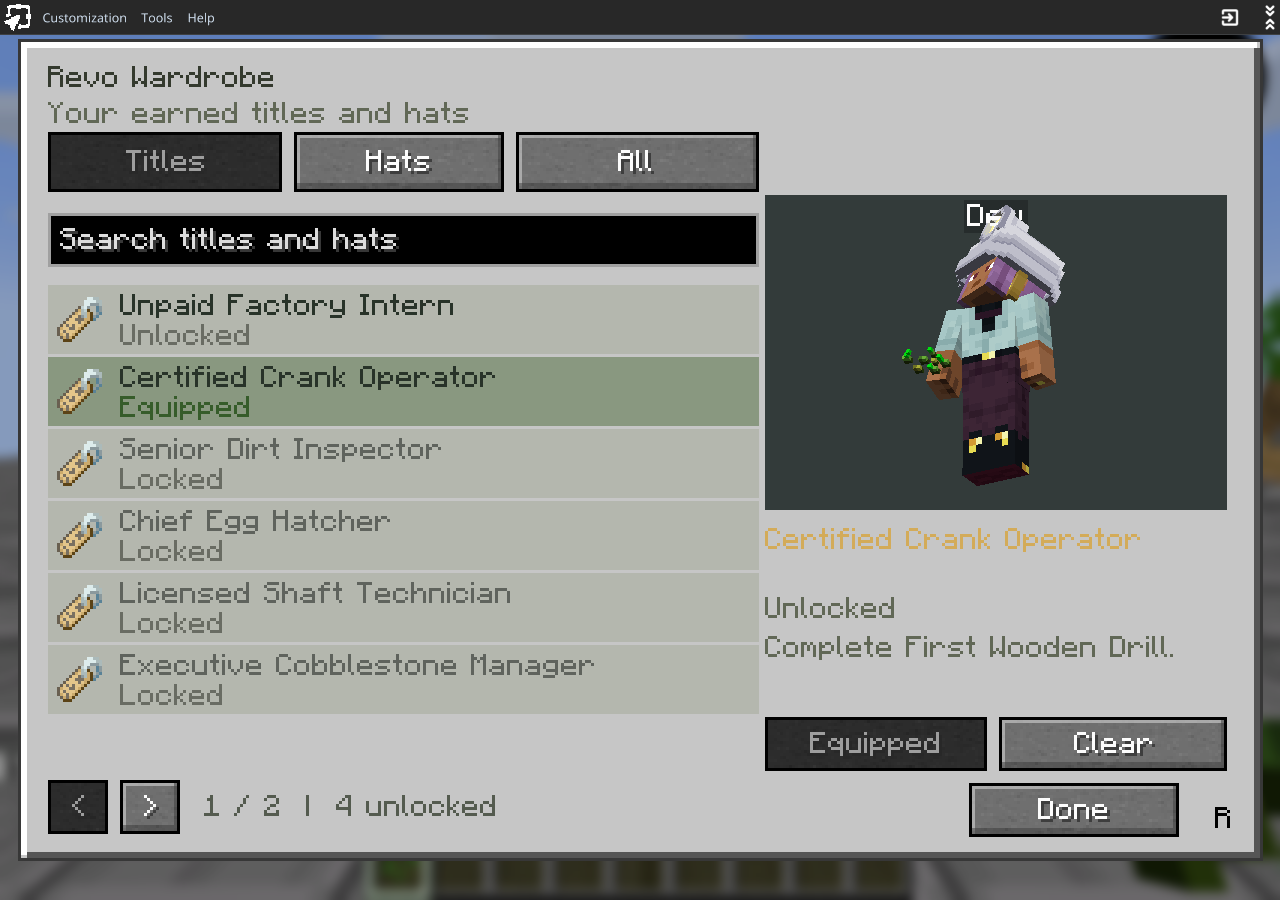 Customization Tools Help
Revo Wardrobe
Your earned titles and hats
Titles Hats All
Search titles and hats
Unpaid Factory Intern
Unlocked
Certified Crank Operator
Equipped
Senior Dirt Inspector
Locked
Chief Egg Hatcher
Locked
Licensed Shaft Technician
Locked
Executive Cobblestone Manager
Locked
Certified Crank Operator
Unlocked
Complete First Wooden Drill.
Equipped Clear
< > 1 / 2 | 4 unlocked
Done R